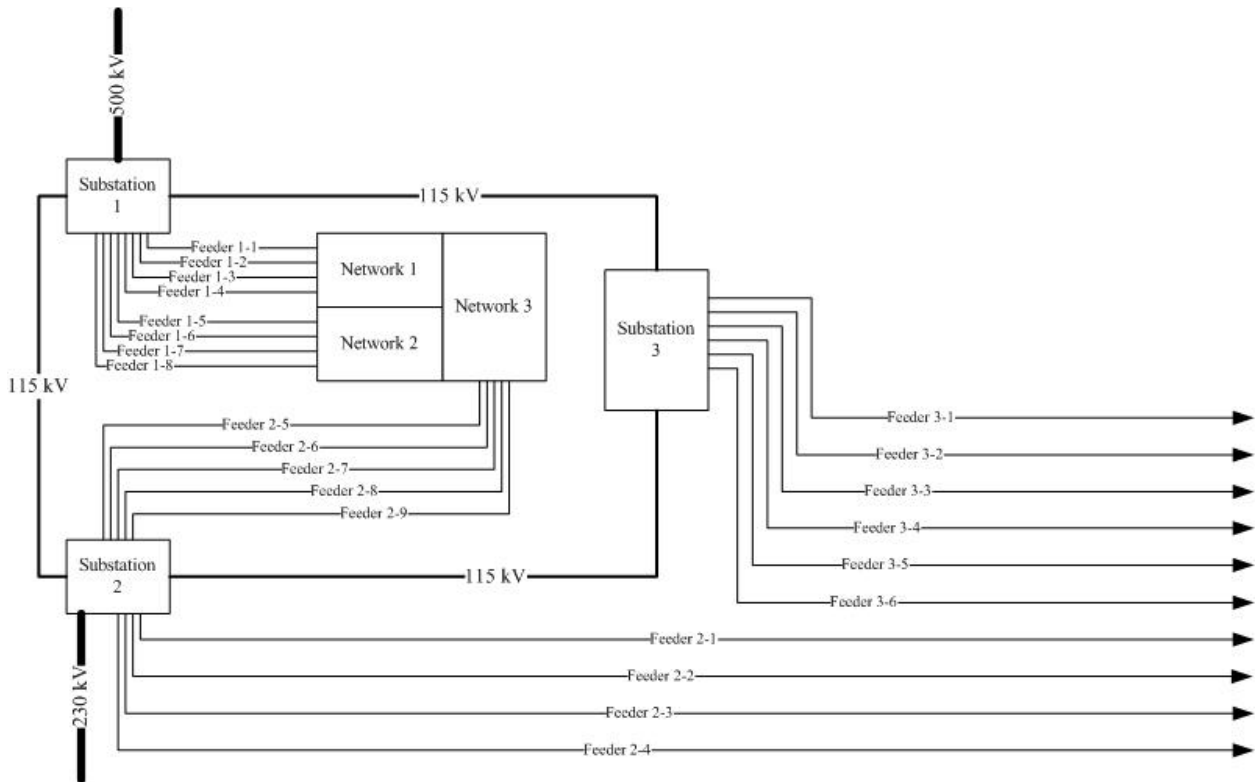 500 kV
Substation
1
115 kV
Feeder 1-1
Feeder 1-2
Feeder 1-3
Feeder 1-4
Network 1
Network 3
Feeder 1-5
Feeder 1-6
Feeder 1-7
Feeder 1-8
Network 2
Substation
3
115 kV
Feeder 2-5
Feeder 2-6
Feeder 2-7
Feeder 2-8
Feeder 2-9
Feeder 3-1
Feeder 3-2
Feeder 3-3
Feeder 3-4
Feeder 3-5
Feeder 3-6
Substation
2
115 kV
230 kV
Feeder 2-1
Feeder 2-2
Feeder 2-3
Feeder 2-4